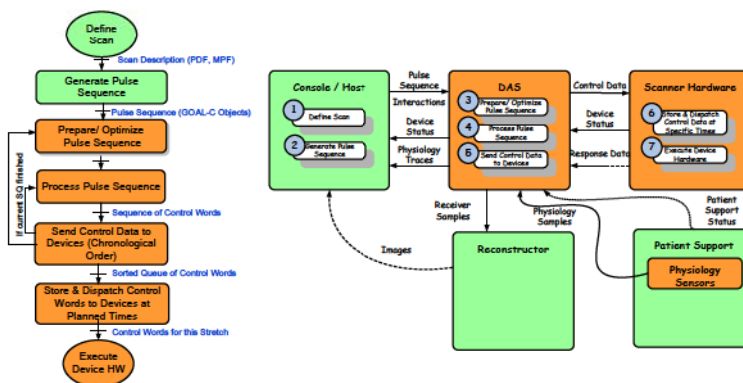 Define
Scan
Scan Description (PDF, MPF)
Generate Pulse
Sequence
Pulse Sequence (GOAL-C Objects)
Prepare/ Optimize
Pulse Sequence
Process Pulse Sequence
If current SQ finished
Sequence of Control Words
Send Control Data to
Devices (Chronological
Order)
Sorted Queue of Control Words
Store & Dispatch Control
Words to Devices at
Planned Times
Control Words for this Stretch
Execute
Device HW
Console / Host
1
Define Scan
2
Generate Pulse
Sequence
Pulse
Sequence
Interactions
Device
Status
Physiology
Traces
DAS
3
Prepare/ Optimize
Pulse Sequence
4
Process Pulse
Sequence
5
Send Control Data
to Devices
Control Data
Device
Status
Response Data
Scanner Hardware
6
Store & Dispatch
Control Data at
Specific Times
7
Execute Device
Hardware
Receiver
Samples
Physiology
Samples
Patient
Support
Status
Images
Reconstructor
Patient Support
Physiology
Sensors